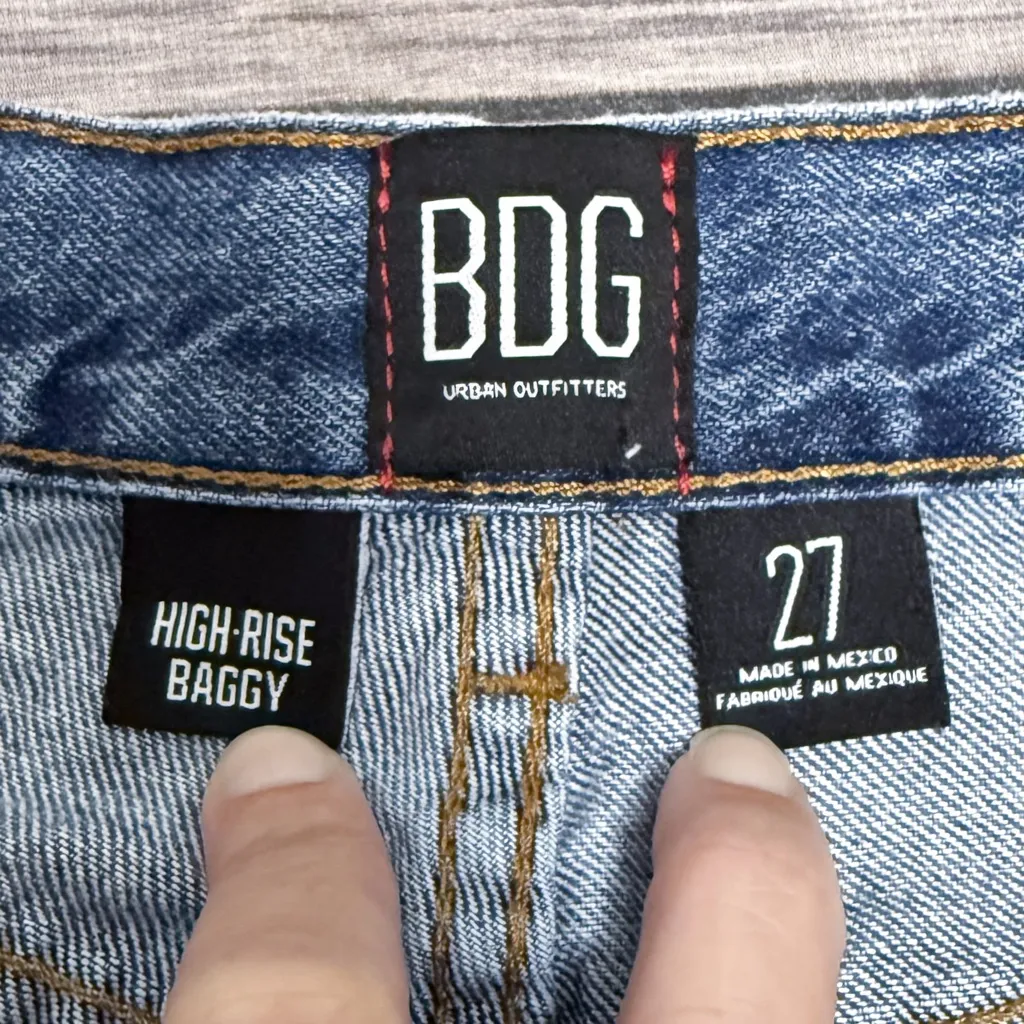 BDG
URBAN OUTFITTERS
HIGH-RISE
BAGGY
27
MADE IN MEXICO
FABRIQUÉ AU MEXIQUE